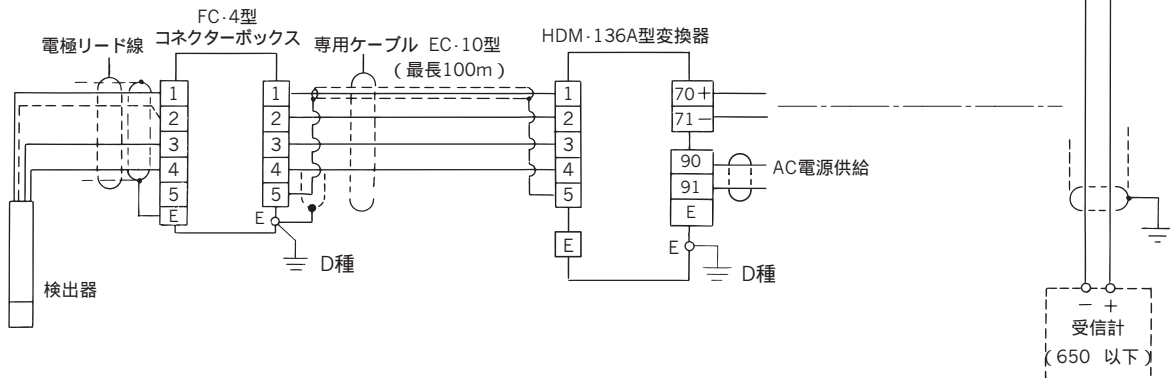 FC-4型
コネクターボックス
電極リード線
専用ケーブル EC-10型
(最長100m)
HDM-136A型変換器
1
2
3
4
5
E
1
2
3
4
5
E
D種
検出器
1
2
3
4
5
E
70+
71−
90
91
E
E
AC電源供給
D種
− +
受信計
(650 以下)